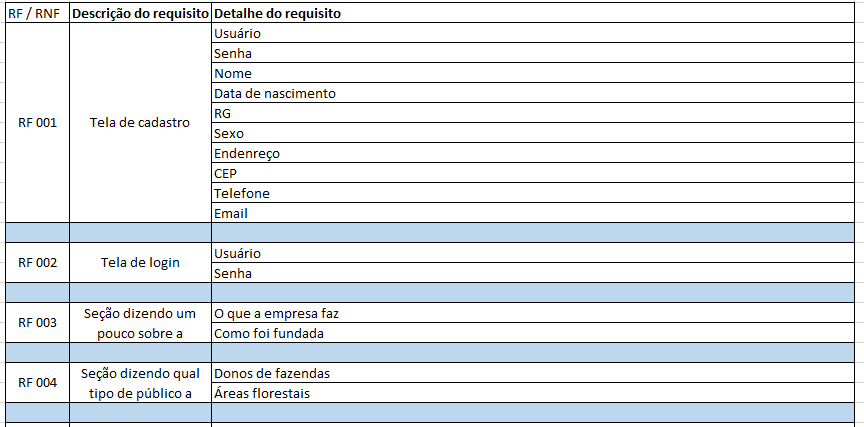 RF / RNF Descrição do requisito Detalhe do requisito
RF 001 Tela de cadastro
Usuário
Senha
Nome
Data de nascimento
RG
Sexo
Endenreço
CEP
Telefone
Email
RF 002 Tela de login
Usuário
Senha
RF 003
Seção dizendo um
pouco sobre a
O que a empresa faz
Como foi fundada
RF 004
Seção dizendo qual
tipo de público a
Donos de fazendas
Áreas florestais